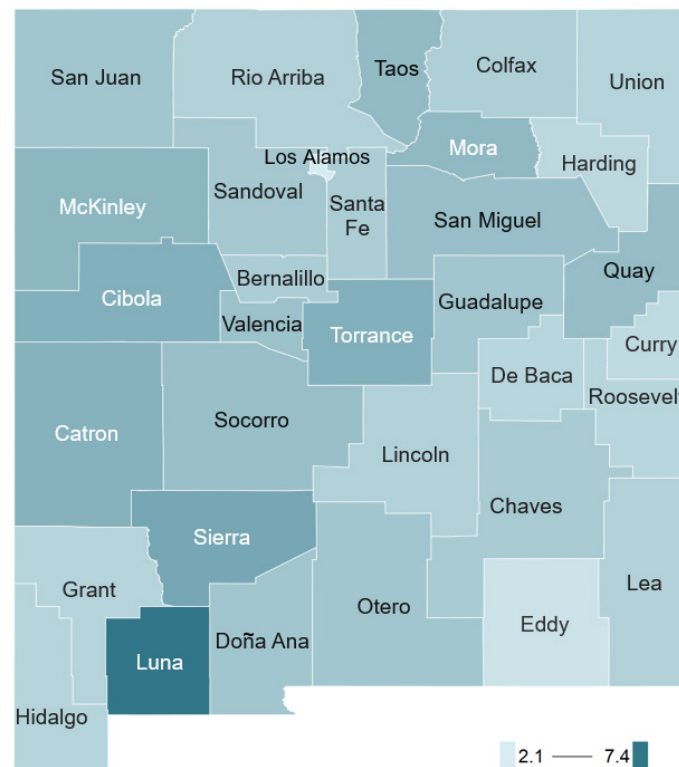 San Juan
Rio Arriba
Taos
Colfax
Union
Los Alamos
Mora
Harding
McKinley
Sandoval
Santa
Fe
San Miguel
Bernalillo
Quay
Cibola
Valencia
Torrance
Guadalupe
Curry
De Baca
Roosevelt
Catron
Socorro
Lincoln
Chaves
Sierra
Grant
Otero
Lea
Eddy
Luna
Doña Ana
Hidalgo
2.1 7.4